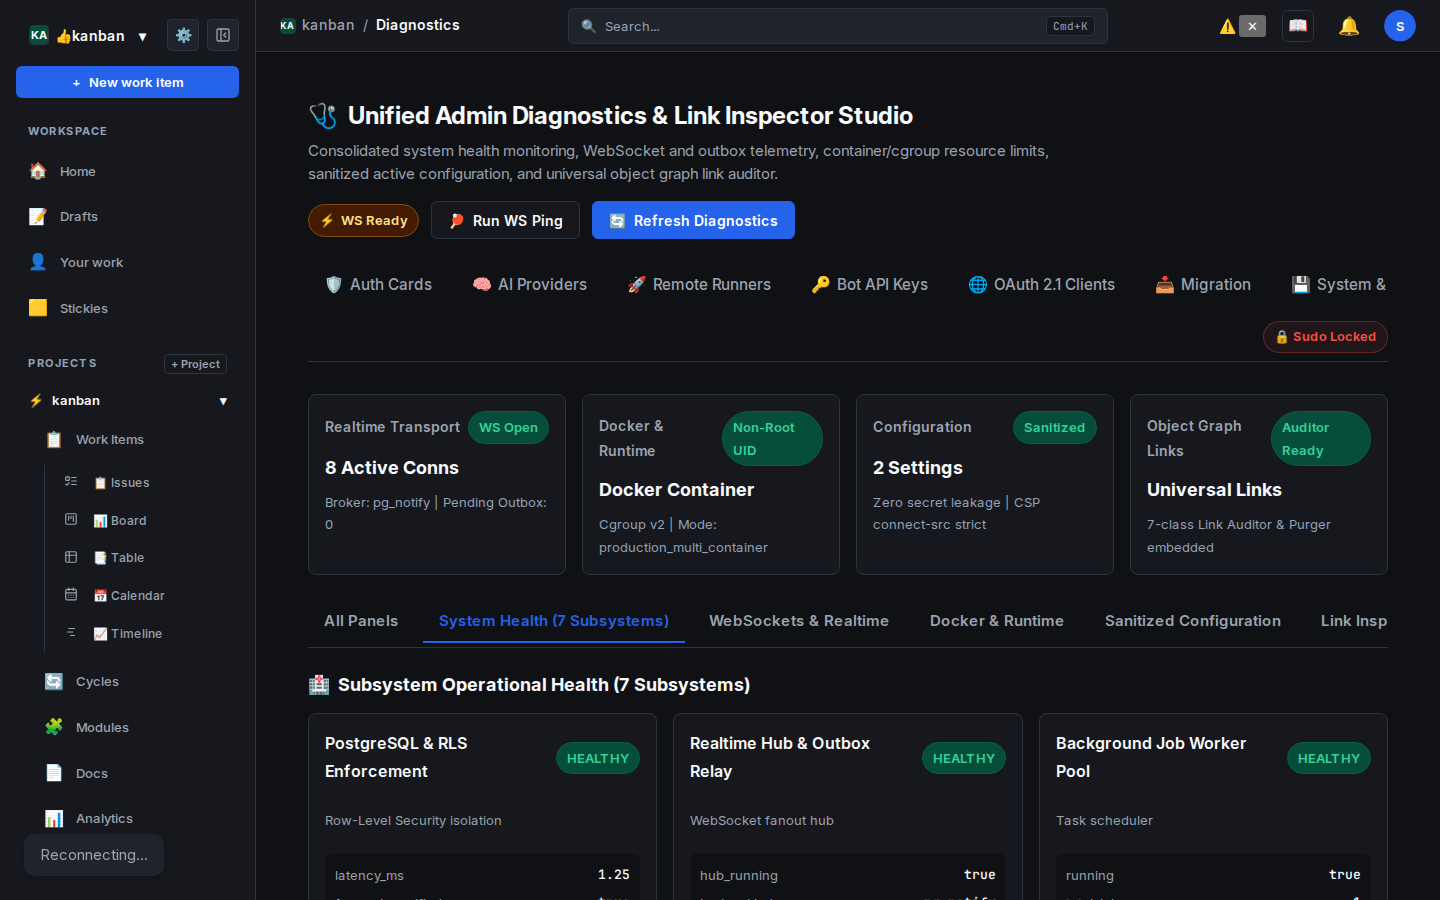 KA 👍kanban ▼
+ New work item
WORKSPACE
Home
Drafts
Your work
Stickies
PROJECTS
+ Project
⚡ kanban ▼
Work Items
Issues
Board
Table
Calendar
Timeline
Cycles
Modules
Docs
Analytics
Reconnecting...
KA kanban / Diagnostics
Search...
Cmd+K
✕
S
Unified Admin Diagnostics & Link Inspector Studio
Consolidated system health monitoring, WebSocket and outbox telemetry, container/cgroup resource limits,
sanitized active configuration, and universal object graph link auditor.
WS Ready
Run WS Ping
Refresh Diagnostics
Auth Cards
AI Providers
Remote Runners
Bot API Keys
OAuth 2.1 Clients
Migration
System &
Sudo Locked
Realtime Transport
WS Open
8 Active Conns
Broker: pg_notify | Pending Outbox:
0
Docker &
Runtime
Non-Root
UID
Docker Container
Cgroup v2 | Mode:
production_multi_container
Configuration
Sanitized
2 Settings
Zero secret leakage | CSP
connect-src strict
Object Graph
Links
Auditor
Ready
Universal Links
7-class Link Auditor & Purger
embedded
All Panels
System Health (7 Subsystems)
WebSockets & Realtime
Docker & Runtime
Sanitized Configuration
Link Insp
Subsystem Operational Health (7 Subsystems)
PostgreSQL & RLS
Enforcement
HEALTHY
Row-Level Security isolation
latency_ms 1.25
Realtime Hub & Outbox
Relay
HEALTHY
WebSocket fanout hub
hub_running true
Background Job Worker
Pool
HEALTHY
Task scheduler
running true